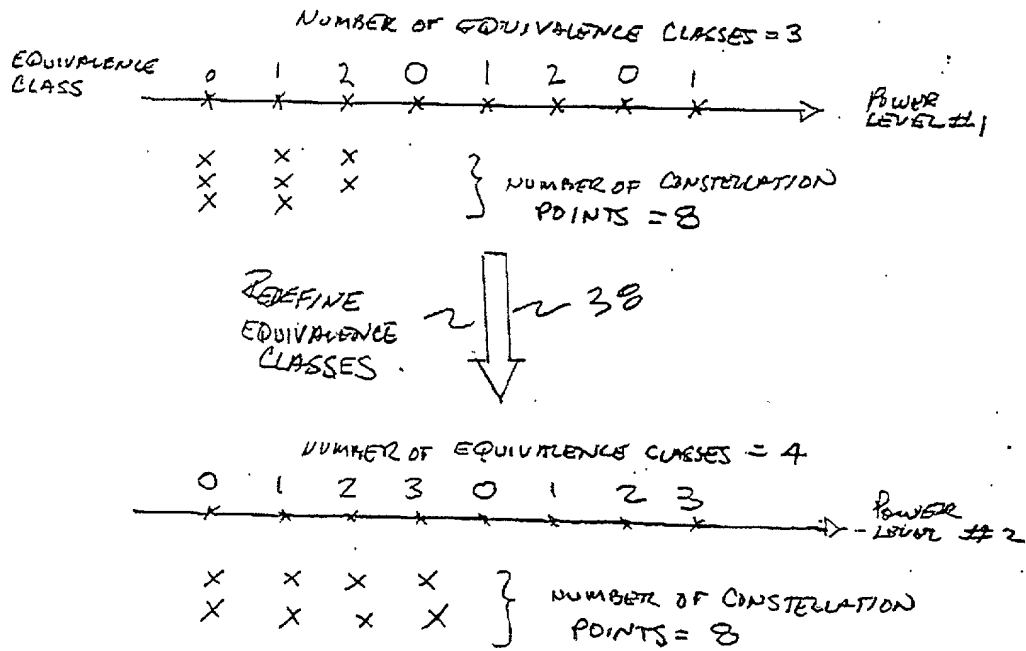 NUMBER OF EQUIVALENCE CLASSES = 3
EQUIVALENCE
CLASS
0 1 2 0 1 2 0 1
POWER
LEVEL #1
x x x
x x x
x x
NUMBER OF CONSTELLATION
POINTS = 8
REDEFINE
EQUIVALENCE
CLASSES
38
NUMBER OF EQUIVALENCE CLASSES = 4
0 1 2 3 0 1 2 3
POWER
LEVEL #2
x x x x
x x x x
NUMBER OF CONSTELLATION
POINTS = 8